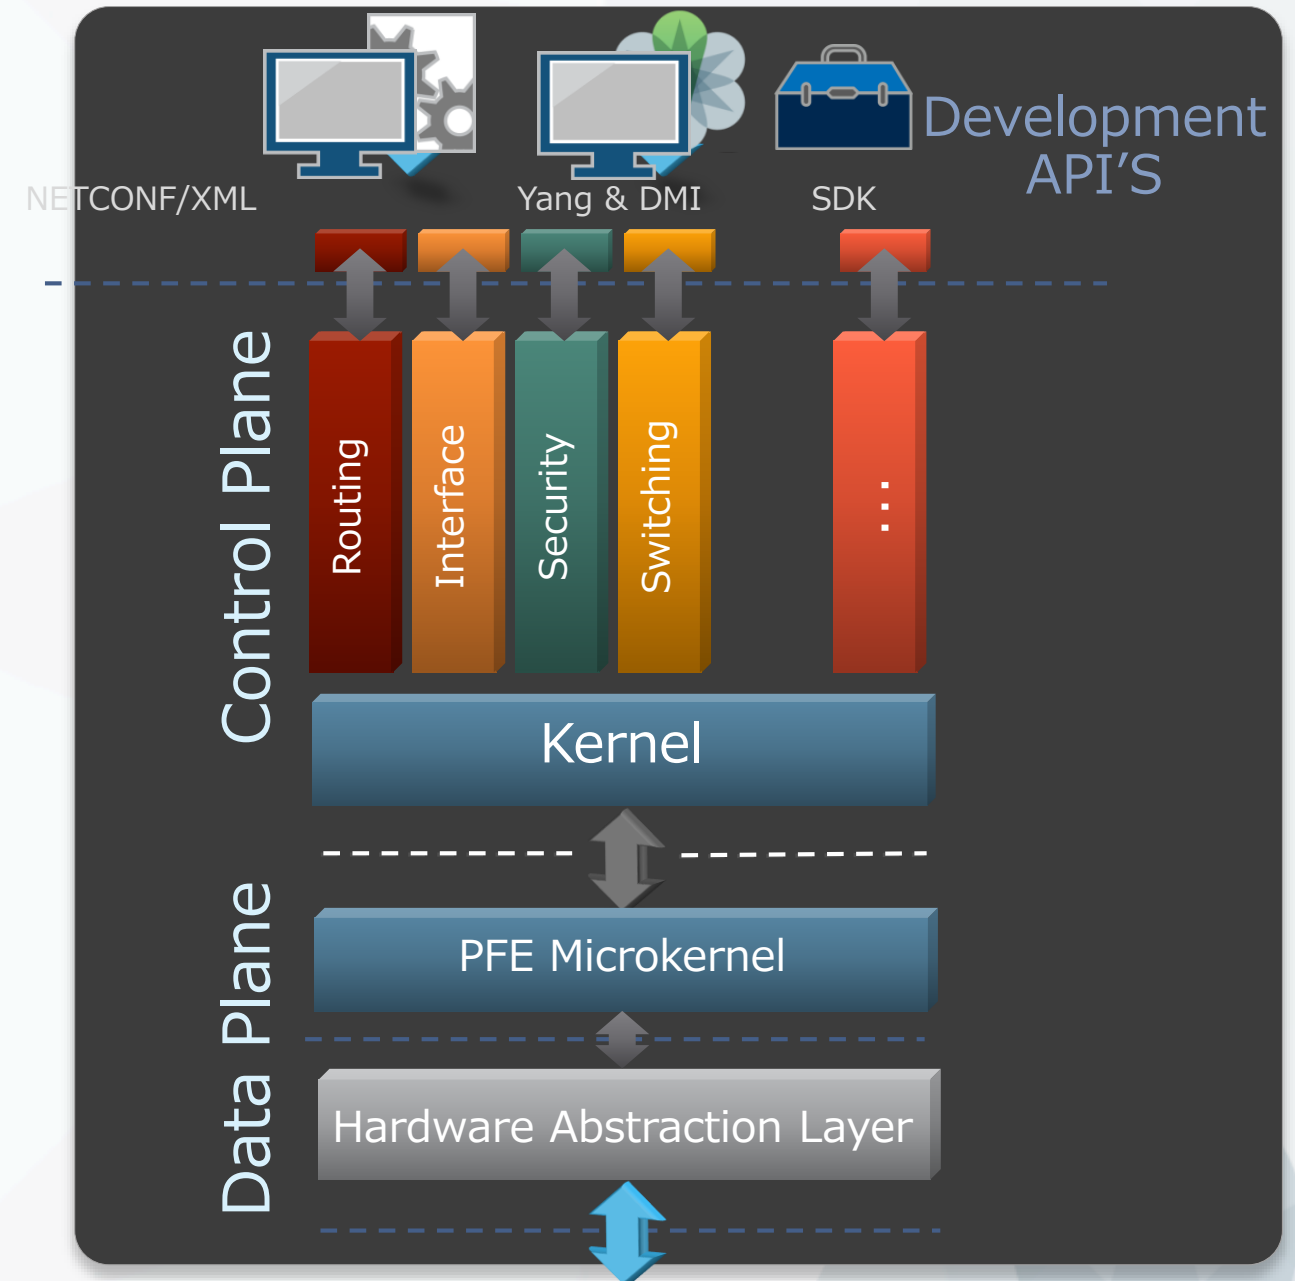 Development
API'S
NETCONF/XML
Yang & DMI
SDK
Control Plane
Routing
Interface
Security
Switching
...
Kernel
Data Plane
PFE Microkernel
Hardware Abstraction Layer